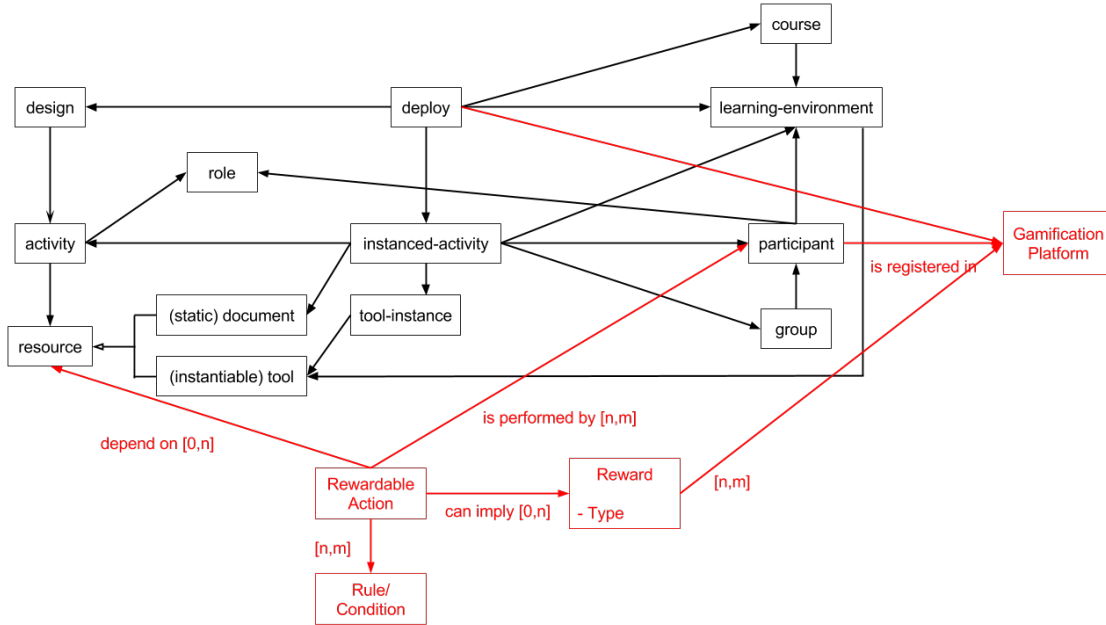 course
design
deploy
learning-environment
role
activity
instanced-activity
participant
Gamification
Platform
is registered in
(static) document
tool-instance
group
resource
(instantiable) tool
depend on [0,n]
is performed by [n,m]
Rewardable
Action
can imply [0,n]
Reward
- Type
[n,m]
[n,m]
Rule/
Condition